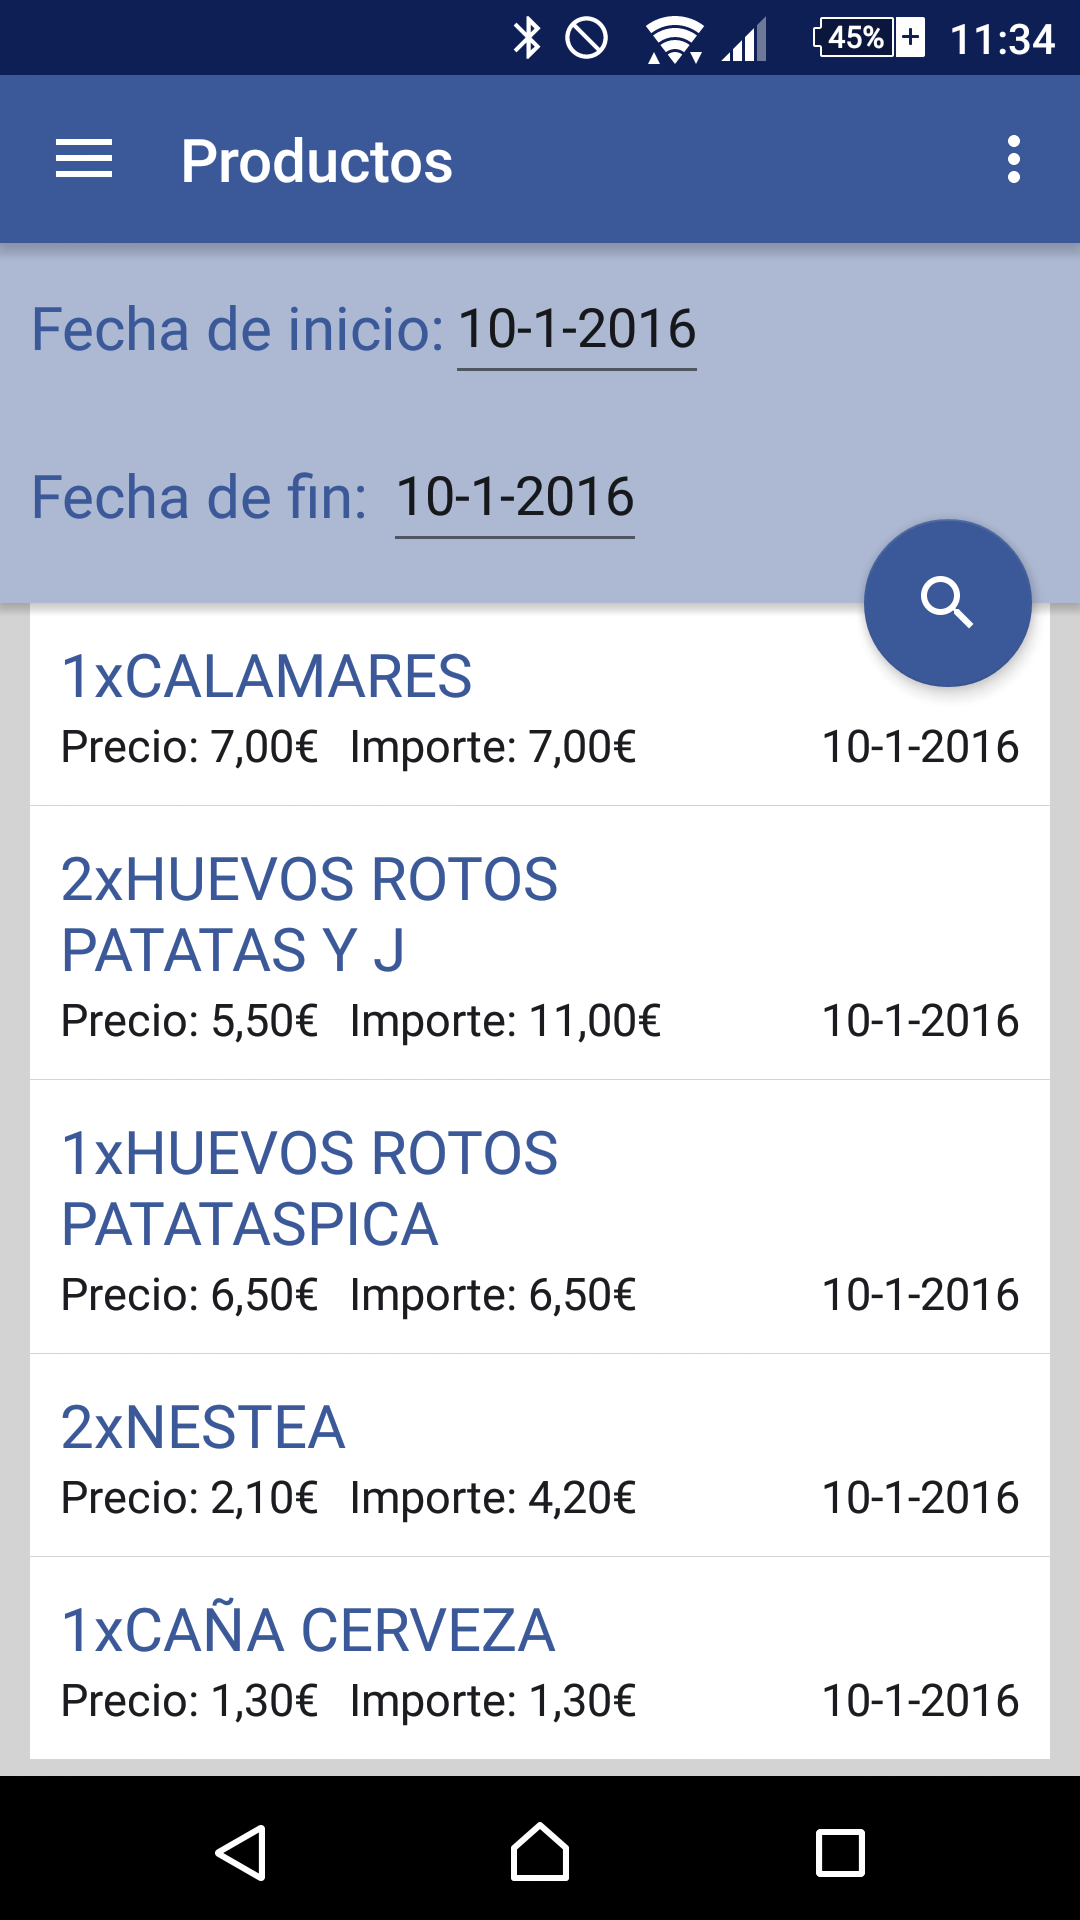 45%
11:34
Productos
Fecha de inicio: 10-1-2016
Fecha de fin: 10-1-2016
1xCALAMARES
Precio: 7,00€ Importe: 7,00€ 10-1-2016
2xHUEVOS ROTOS
PATATAS Y J
Precio: 5,50€ Importe: 11,00€ 10-1-2016
1xHUEVOS ROTOS
PATATASPICA
Precio: 6,50€ Importe: 6,50€ 10-1-2016
2xNESTEA
Precio: 2,10€ Importe: 4,20€ 10-1-2016
1xCAÑA CERVEZA
Precio: 1,30€ Importe: 1,30€ 10-1-2016